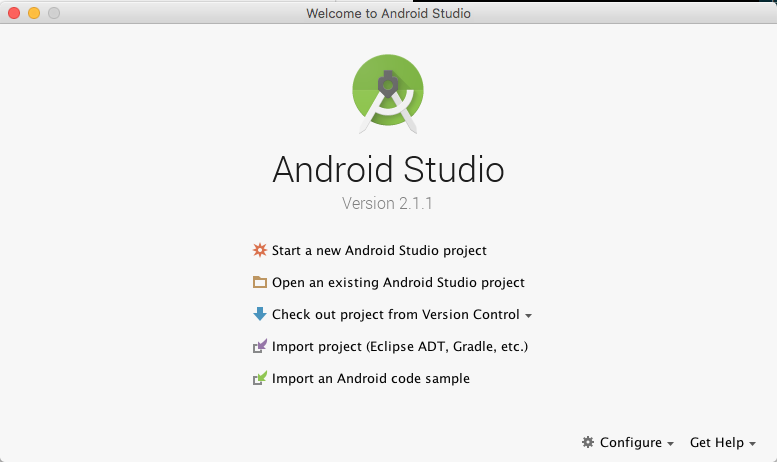 Welcome to Android Studio
Android Studio
Version 2.1.1
Start a new Android Studio project
Open an existing Android Studio project
Check out project from Version Control
Import project (Eclipse ADT, Gradle, etc.)
Import an Android code sample
Configure Get Help